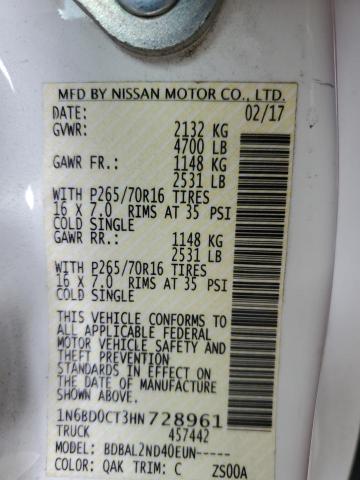 MFD BY NISSAN MOTOR CO., LTD.
DATE: 02/17
GVWR: 2132 KG
4700 LB
GAWR FR.: 1148 KG
2531 LB
WITH P265/70R16 TIRES
16 X 7.0 RIMS AT 35 PSI
COLD SINGLE
GAWR RR.: 1148 KG
2531 LB
WITH P265/70R16 TIRES
16 X 7.0 RIMS AT 35 PSI
COLD SINGLE
THIS VEHICLE CONFORMS TO
ALL APPLICABLE FEDERAL
MOTOR VEHICLE SAFETY AND
THEFT PREVENTION
STANDARDS IN EFFECT ON
THE DATE OF MANUFACTURE
SHOWN ABOVE.
1N6BD0CT3HN728961
TRUCK 457442
MODEL: BDBAL2ND40EUN-----
COLOR: QAK TRIM: C ZS00A